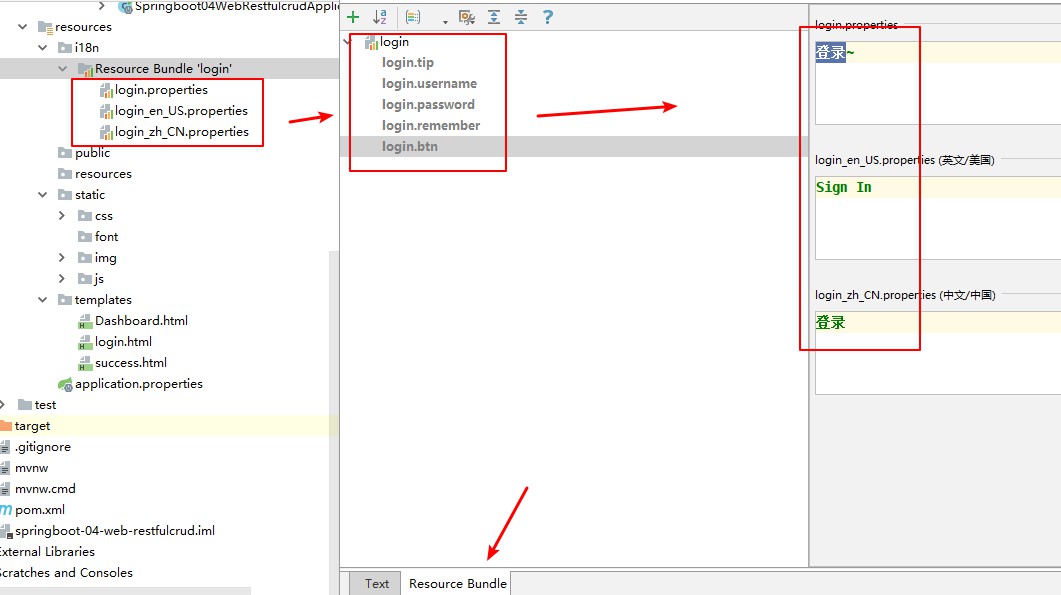 Springboot04WebRestfulcrudApplic
resources
i18n
Resource Bundle 'login'
login.properties
login_en_US.properties
login_zh_CN.properties
public
resources
static
css
font
img
js
templates
Dashboard.html
login.html
success.html
application.properties
test
target
.gitignore
mvnw
mvnw.cmd
pom.xml
springboot-04-web-restfulcrud.iml
External Libraries
Scratches and Consoles
login
login.tip
login.username
login.password
login.remember
login.btn
login.properties
登录~
login_en_US.properties (英文/美国)
Sign In
login_zh_CN.properties (中文/中国)
登录
Text
Resource Bundle